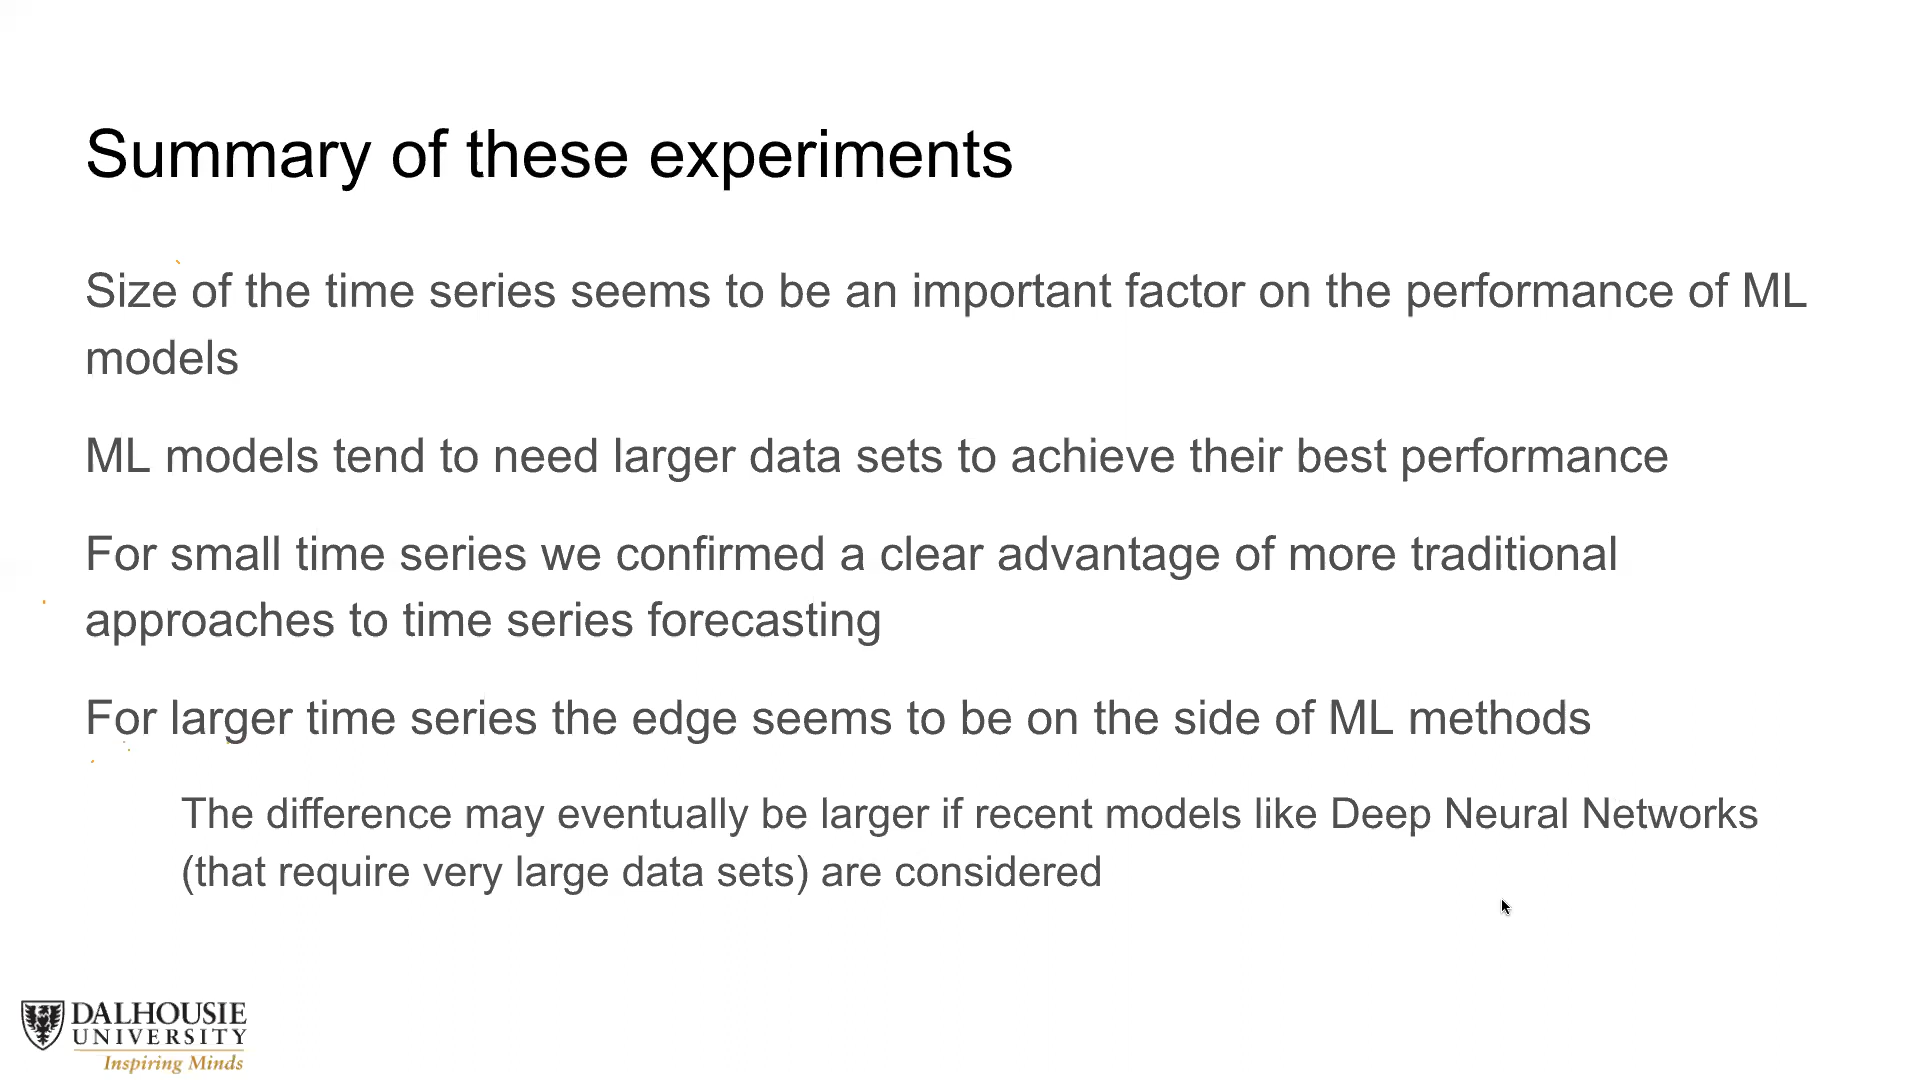 Summary of these experiments
Size of the time series seems to be an important factor on the performance of ML
models
ML models tend to need larger data sets to achieve their best performance
For small time series we confirmed a clear advantage of more traditional
approaches to time series forecasting
For larger time series the edge seems to be on the side of ML methods
The difference may eventually be larger if recent models like Deep Neural Networks
(that require very large data sets) are considered
DALHOUSIE
UNIVERSITY
Inspiring Minds